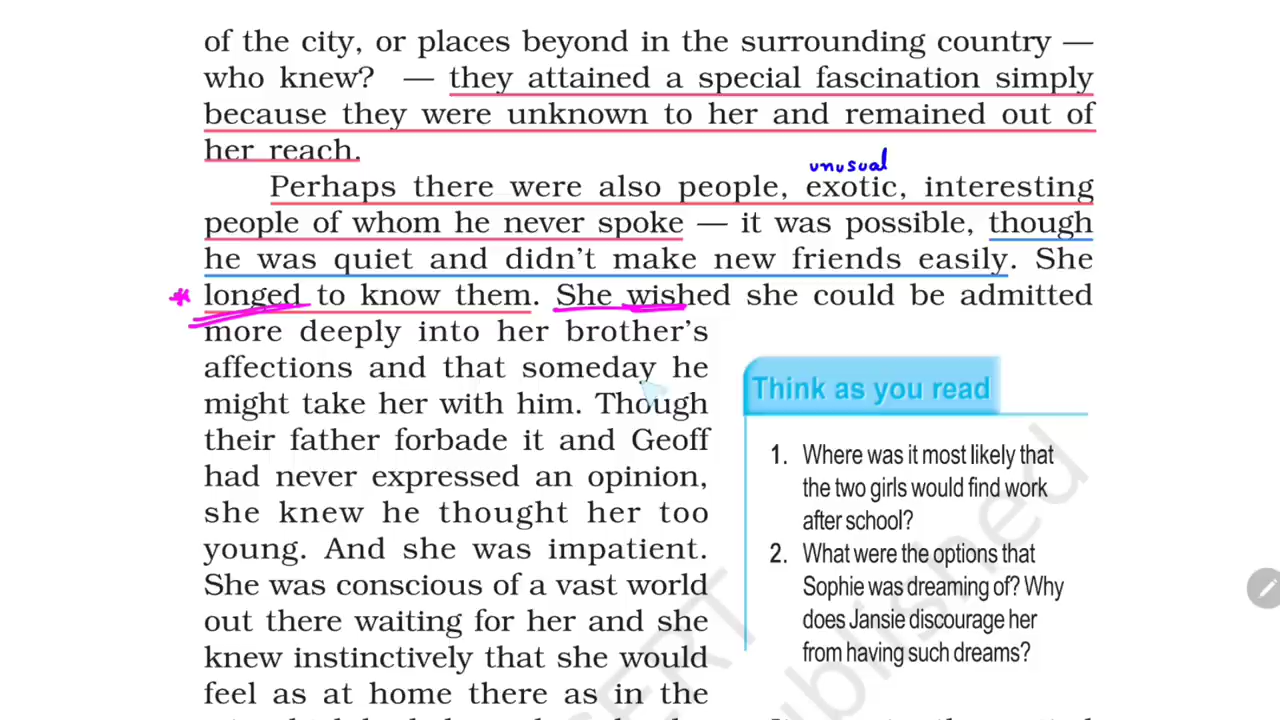 of the city, or places beyond in the surrounding country —
who knew? — they attained a special fascination simply
because they were unknown to her and remained out of
her reach.
unusual
Perhaps there were also people, exotic, interesting
people of whom he never spoke — it was possible, though
he was quiet and didn't make new friends easily. She
* longed to know them. She wished she could be admitted
more deeply into her brother's
affections and that someday he
might take her with him. Though
their father forbade it and Geoff
had never expressed an opinion,
she knew he thought her too
young. And she was impatient.
She was conscious of a vast world
out there waiting for her and she
knew instinctively that she would
feel as at home there as in the
Think as you read
1. Where was it most likely that
the two girls would find work
after school?
2. What were the options that
Sophie was dreaming of? Why
does Jansie discourage her
from having such dreams?